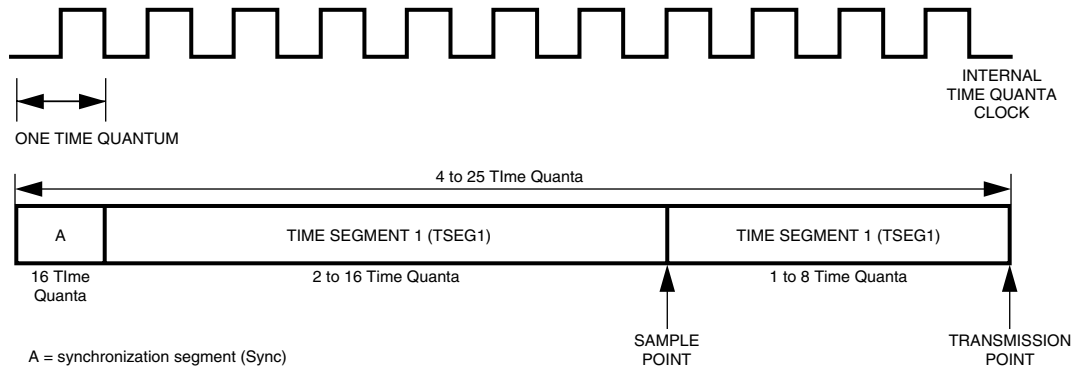 INTERNAL
TIME QUANTA
CLOCK
ONE TIME QUANTUM
4 to 25 TIme Quanta
A
TIME SEGMENT 1 (TSEG1)
TIME SEGMENT 1 (TSEG1)
16 TIme
Quanta
2 to 16 Time Quanta
1 to 8 Time Quanta
A = synchronization segment (Sync)
SAMPLE
POINT
TRANSMISSION
POINT